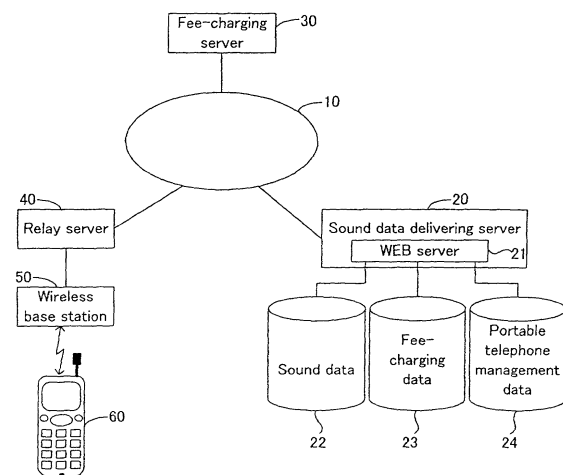 Fee-charging
server
30
10
40
Relay server
20
Sound data delivering server
WEB server
21
50
Wireless
base station
Sound data
Fee-
charging
data
Portable
telephone
management
data
60
22
23
24